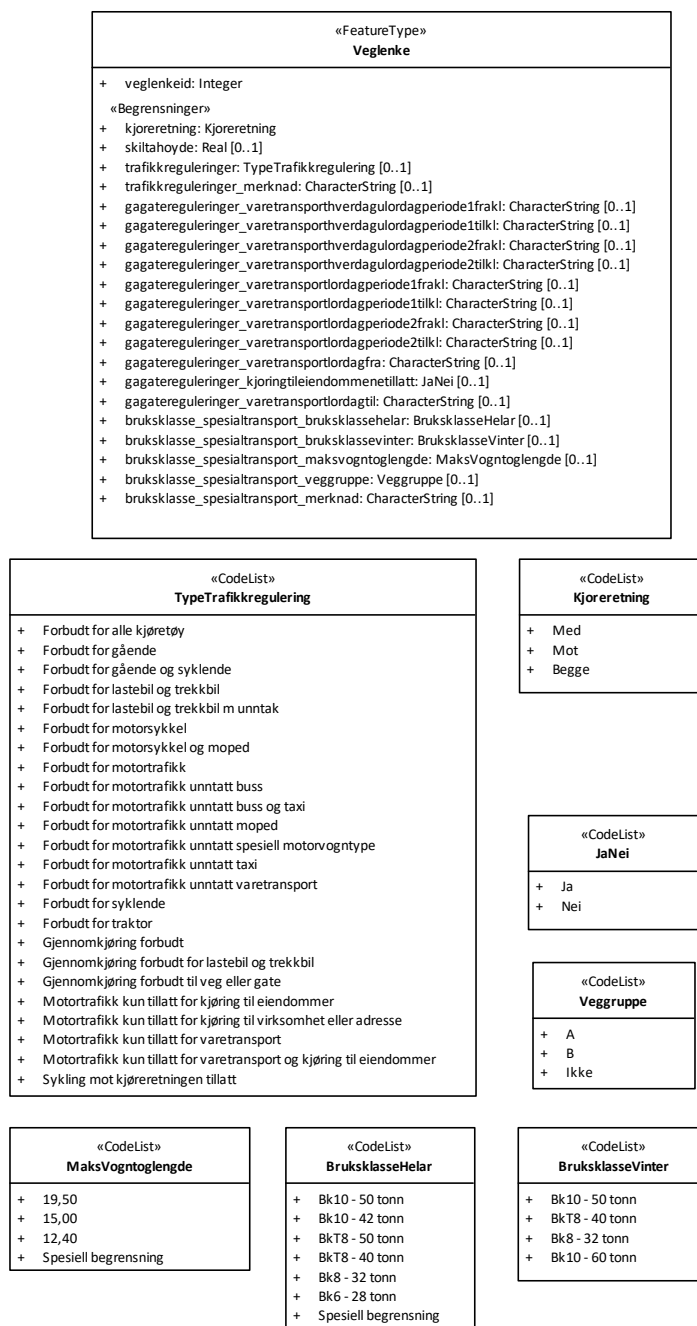 «FeatureType»
Veglenke
+ veglenkeid: Integer
«Begrensninger»
+ kjoreretning: Kjoreretning
+ skiltahoyde: Real [0..1]
+ trafikkreguleringer: TypeTrafikkregulering [0..1]
+ trafikkreguleringer_merknad: CharacterString [0..1]
+ gagatereguleringer_varetransporthverdagulordagperiode1frakl: CharacterString [0..1]
+ gagatereguleringer_varetransporthverdagulordagperiode1tilkl: CharacterString [0..1]
+ gagatereguleringer_varetransporthverdagulordagperiode2frakl: CharacterString [0..1]
+ gagatereguleringer_varetransporthverdagulordagperiode2tilkl: CharacterString [0..1]
+ gagatereguleringer_varetransportlordagperiode1frakl: CharacterString [0..1]
+ gagatereguleringer_varetransportlordagperiode1tilkl: CharacterString [0..1]
+ gagatereguleringer_varetransportlordagperiode2frakl: CharacterString [0..1]
+ gagatereguleringer_varetransportlordagperiode2tilkl: CharacterString [0..1]
+ gagatereguleringer_varetransportlordagfra: CharacterString [0..1]
+ gagatereguleringer_kjoringtileiendommenetillatt: JaNei [0..1]
+ gagatereguleringer_varetransportlordagtil: CharacterString [0..1]
+ bruksklasse_spesialtransport_bruksklassehelar: BruksklasseHelar [0..1]
+ bruksklasse_spesialtransport_bruksklassevinter: BruksklasseVinter [0..1]
+ bruksklasse_spesialtransport_maksvogntoglengde: MaksVogntoglengde [0..1]
+ bruksklasse_spesialtransport_veggruppe: Veggruppe [0..1]
+ bruksklasse_spesialtransport_merknad: CharacterString [0..1]
«CodeList»
TypeTrafikkregulering
+ Forbudt for alle kjøretøy
+ Forbudt for gående
+ Forbudt for gående og syklende
+ Forbudt for lastebil og trekkbil
+ Forbudt for lastebil og trekkbil m unntak
+ Forbudt for motorsykkel
+ Forbudt for motorsykkel og moped
+ Forbudt for motortrafikk
+ Forbudt for motortrafikk unntatt buss
+ Forbudt for motortrafikk unntatt buss og taxi
+ Forbudt for motortrafikk unntatt moped
+ Forbudt for motortrafikk unntatt spesiell motorvogntype
+ Forbudt for motortrafikk unntatt taxi
+ Forbudt for motortrafikk unntatt varetransport
+ Forbudt for syklende
+ Forbudt for traktor
+ Gjennomkjøring forbudt
+ Gjennomkjøring forbudt for lastebil og trekkbil
+ Gjennomkjøring forbudt til veg eller gate
+ Motortrafikk kun tillatt for kjøring til eiendommer
+ Motortrafikk kun tillatt for kjøring til virksomhet eller adresse
+ Motortrafikk kun tillatt for varetransport
+ Motortrafikk kun tillatt for varetransport og kjøring til eiendommer
+ Sykling mot kjøreretningen tillatt
«CodeList»
Kjoreretning
+ Med
+ Mot
+ Begge
«CodeList»
JaNei
+ Ja
+ Nei
«CodeList»
Veggruppe
+ A
+ B
+ Ikke
«CodeList»
MaksVogntoglengde
+ 19,50
+ 15,00
+ 12,40
+ Spesiell begrensning
«CodeList»
BruksklasseHelar
+ Bk10 - 50 tonn
+ Bk10 - 42 tonn
+ BkT8 - 50 tonn
+ BkT8 - 40 tonn
+ Bk8 - 32 tonn
+ Bk6 - 28 tonn
+ Spesiell begrensning
«CodeList»
BruksklasseVinter
+ Bk10 - 50 tonn
+ BkT8 - 40 tonn
+ Bk8 - 32 tonn
+ Bk10 - 60 tonn